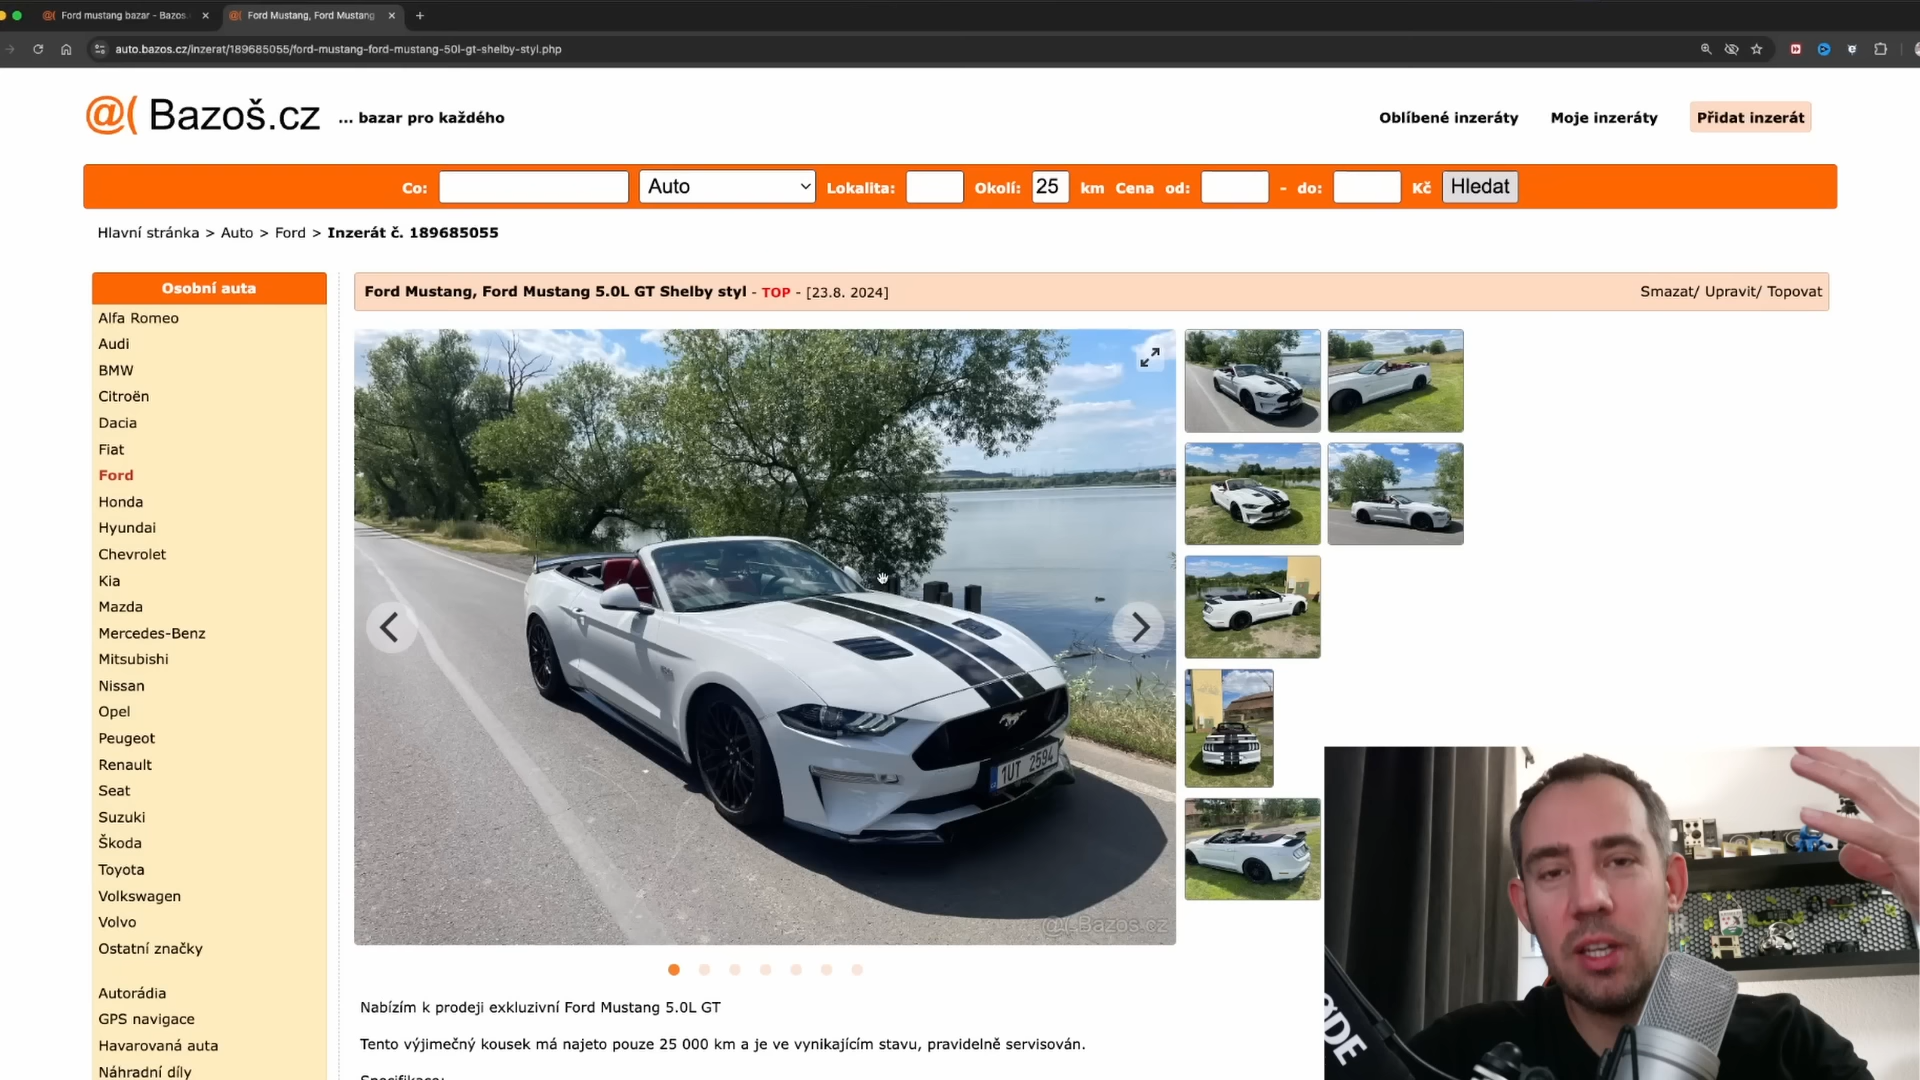 Ford mustang bazar - Bazos.
Ford Mustang, Ford Mustang
auto.bazos.cz/inzerat/189685055/ford-mustang-ford-mustang-50l-gt-shelby-styl.php
@( Bazoš.cz
... bazar pro každého
Oblíbené inzeráty
Moje inzeráty
Přidat inzerát
Co:
Auto
Lokalita:
Okolí:
25
km
Cena od:
- do:
Kč
Hledat
Hlavní stránka > Auto > Ford > Inzerát č. 189685055
Osobní auta
Alfa Romeo
Audi
BMW
Citroën
Dacia
Fiat
Ford
Honda
Hyundai
Chevrolet
Kia
Mazda
Mercedes-Benz
Mitsubishi
Nissan
Opel
Peugeot
Renault
Seat
Suzuki
Škoda
Toyota
Volkswagen
Volvo
Ostatní značky
Autorádia
GPS navigace
Havarovaná auta
Náhradní díly
Ford Mustang, Ford Mustang 5.0L GT Shelby styl - TOP - [23.8. 2024]
Smazat/ Upravit/ Topovat
1UT 2594
@( Bazos.cz
Nabízím k prodeji exkluzivní Ford Mustang 5.0L GT
Tento výjimečný kousek má najeto pouze 25 000 km a je ve vynikajícím stavu, pravidelně servisován.
Specifikace:
RØDE